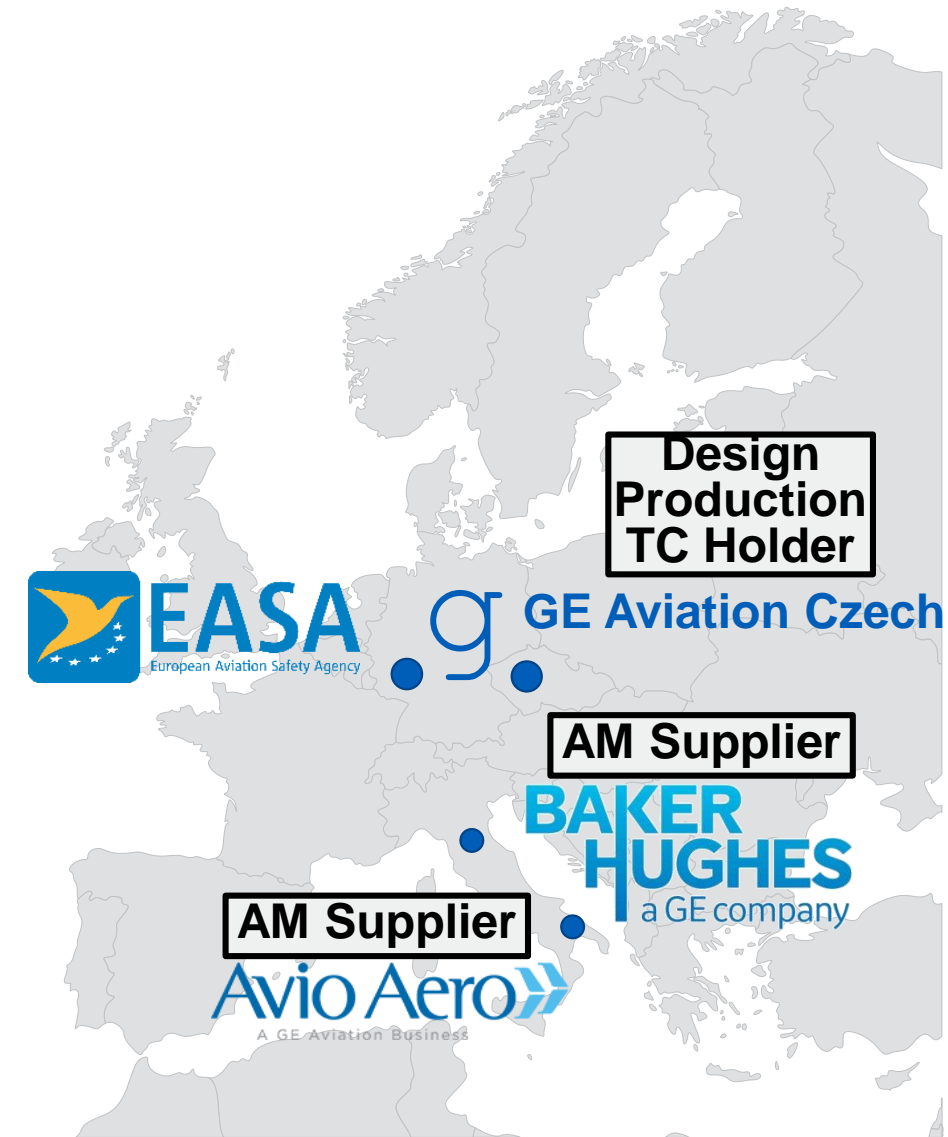 Design
Production
TC Holder
EASA
European Aviation Safety Agency
g GE Aviation Czech
AM Supplier
BAKER
HUGHES
a GE company
AM Supplier
Avio Aero
A GE Aviation Business